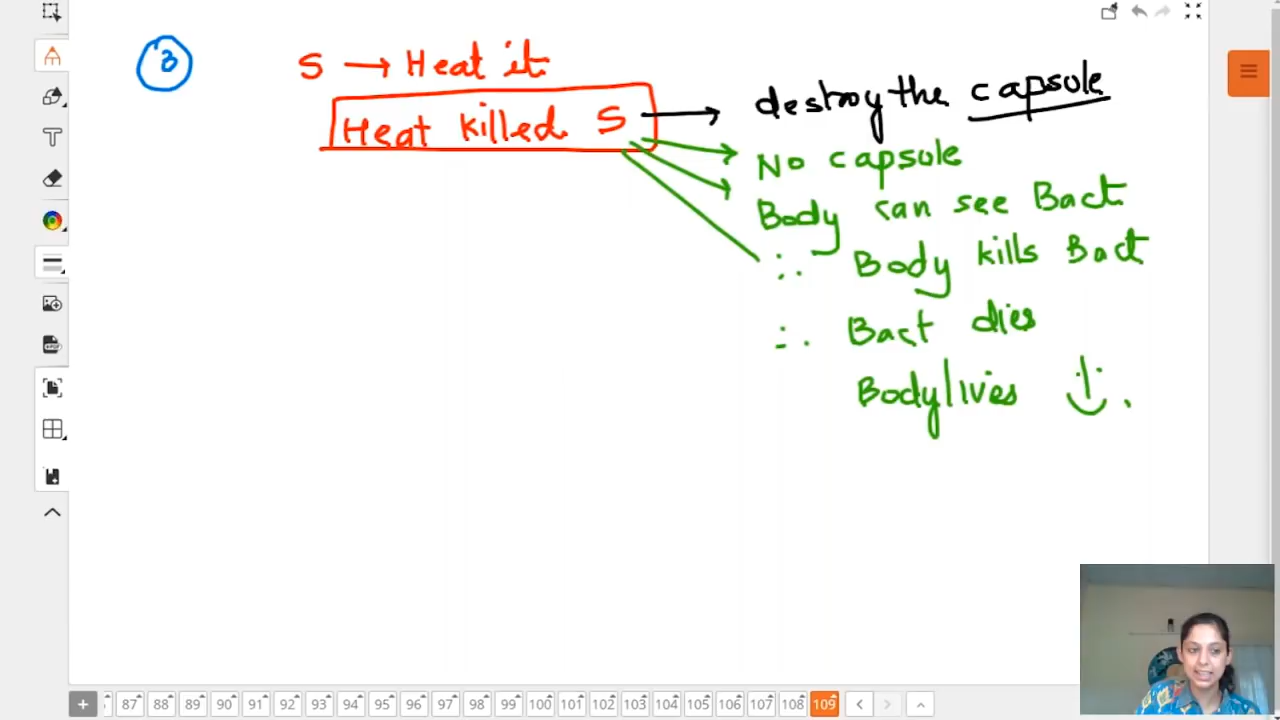 3
S → Heat it
Heat killed S → destroy the capsole
No capsole
Body can see Bact
∴ Body kills Bact
∴ Bact dies
Body lives
87 88 89 90 91 92 93 94 95 96 97 98 99 100 101 102 103 104 105 106 107 108 109